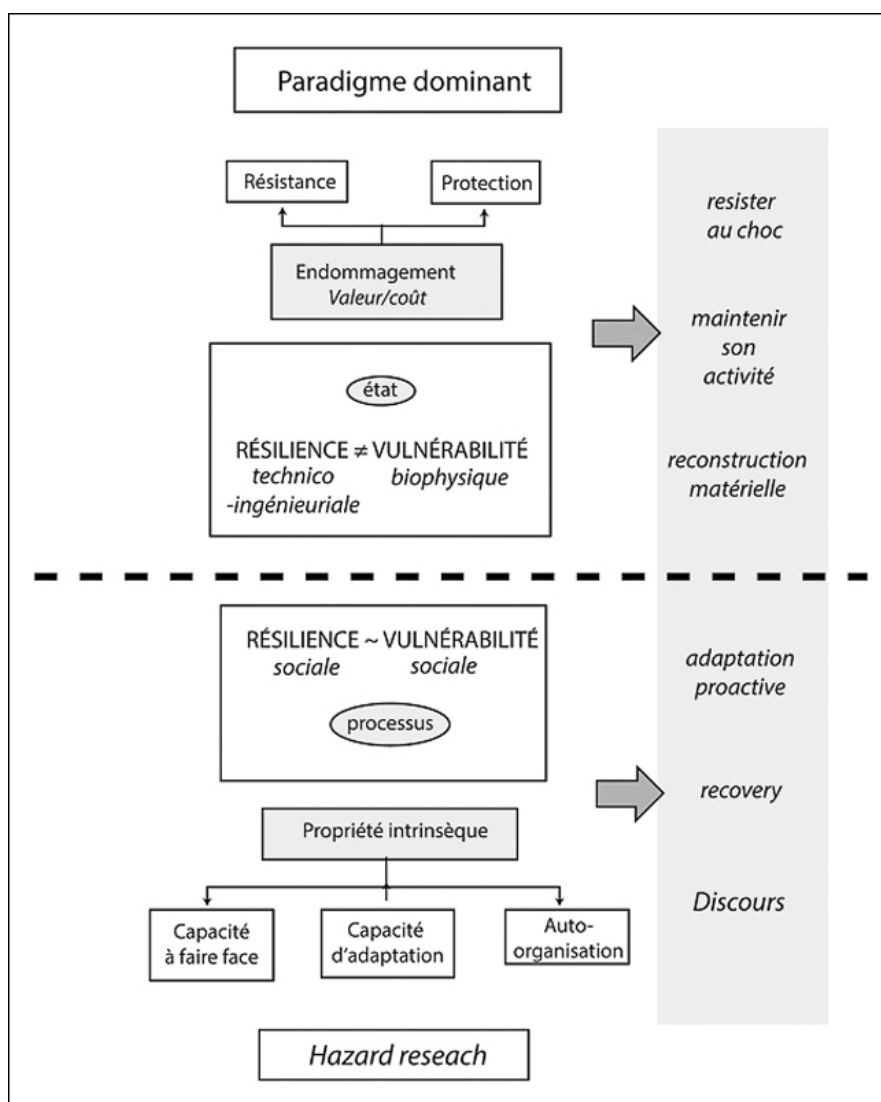 Paradigme dominant
Résistance
Protection
Endommagement
Valeur/coût
état
RÉSILIENCE ≠ VULNÉRABILITÉ
technico biophysique
-ingénieuriale
resister
au choc
maintenir
son
activité
reconstruction
matérielle
RÉSILIENCE ~ VULNÉRABILITÉ
sociale sociale
processus
Propriété intrinsèque
Capacité
à faire face
Capacité
d'adaptation
Auto-
organisation
adaptation
proactive
recovery
Discours
Hazard reseach